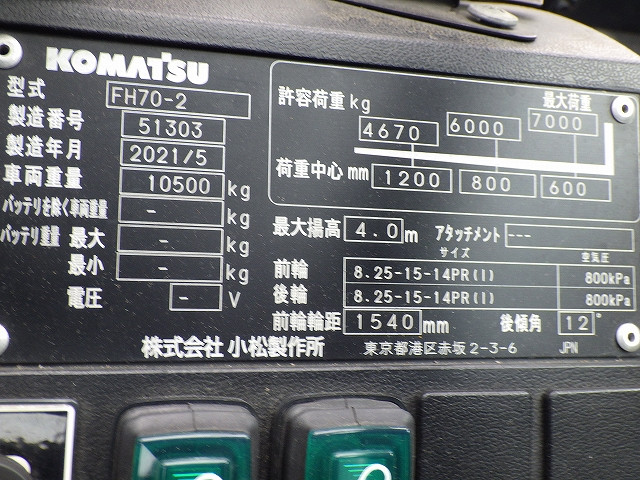 KOMATSU
型式 FH70-2
製造番号 51303
製造年月 2021/5
車両重量 10500 kg
バッテリを除く車両重量 - kg
バッテリ重量 最大 - kg
最小 - kg
電圧 - V
許容荷重 kg 最大荷重
4670 6000 7000
荷重中心 mm 1200 800 600
最大揚高 4.0 m アタッチメント ---
サイズ 空気圧
前輪 8.25-15-14PR(I) 800kPa
後輪 8.25-15-14PR(I) 800kPa
前輪輪距 1540 mm 後傾角 12°
株式会社 小松製作所 東京都港区赤坂2-3-6 JPN